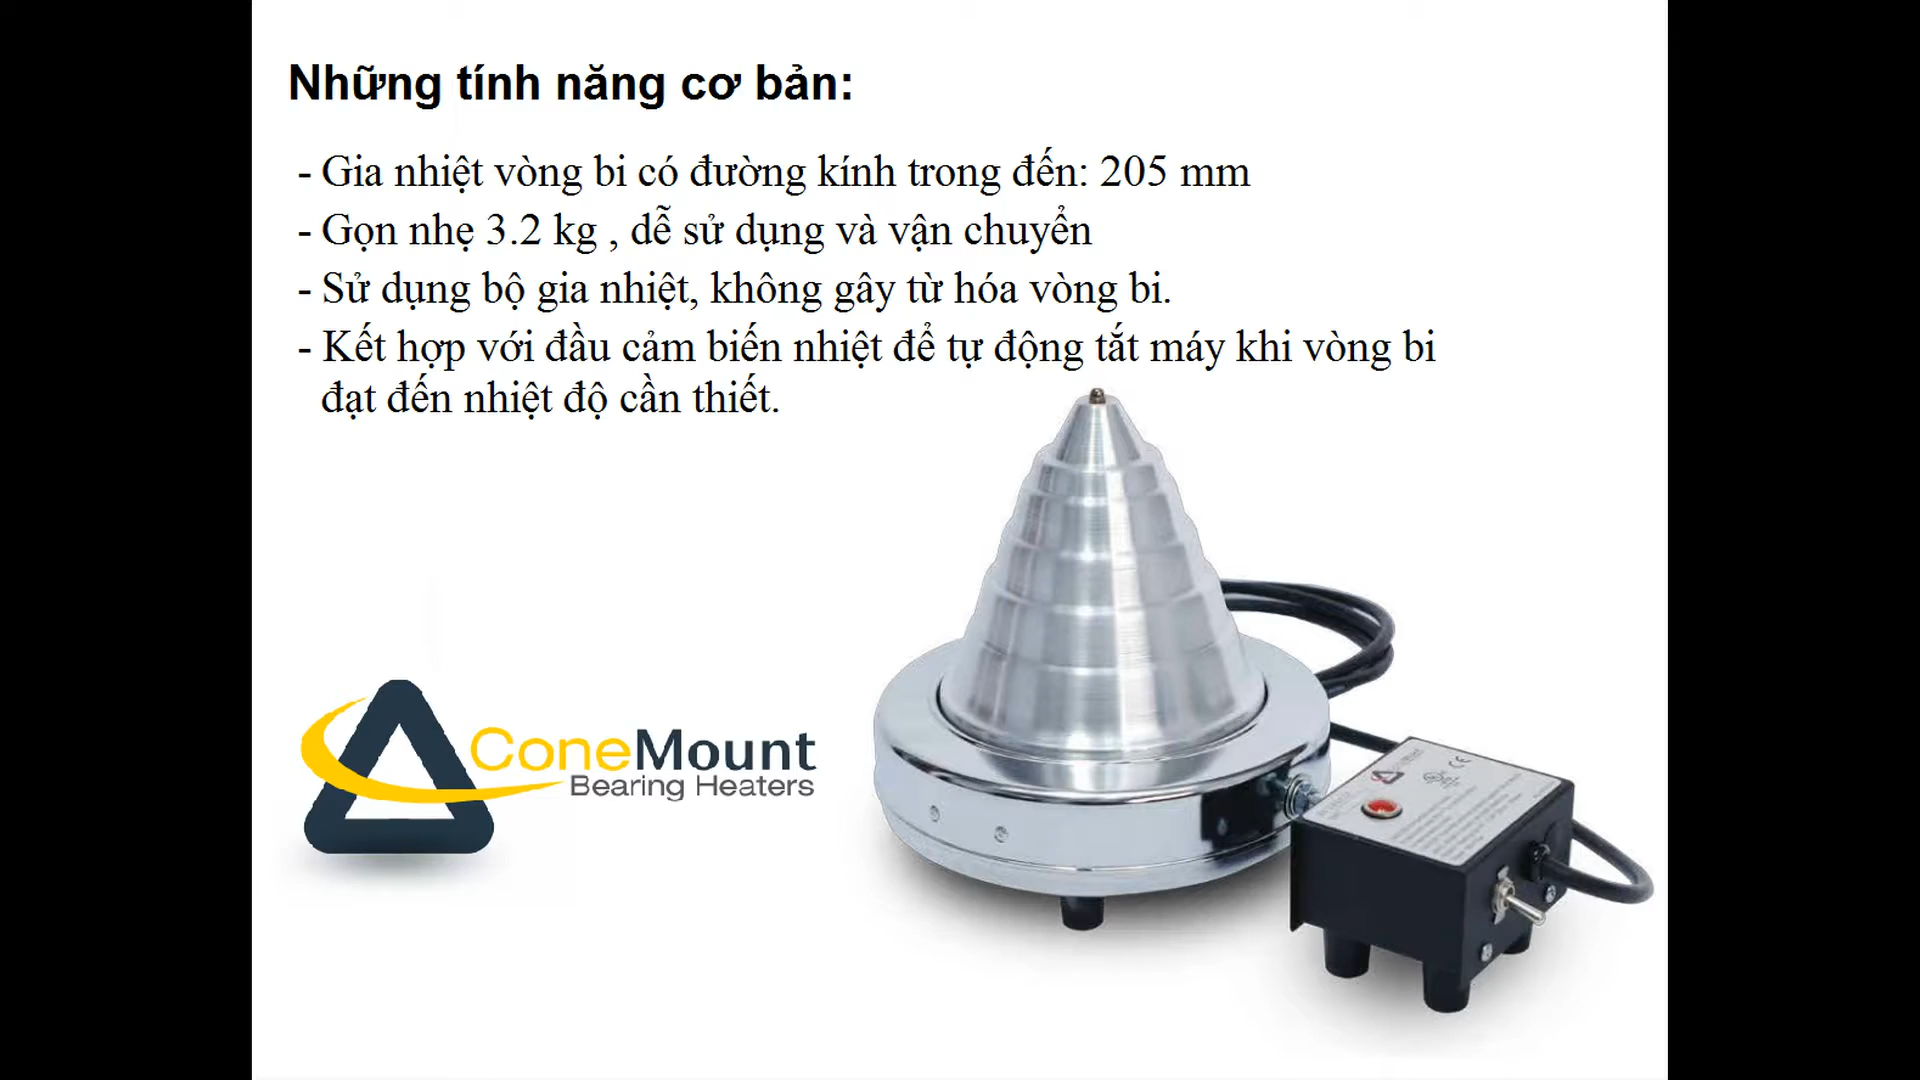 Những tính năng cơ bản:
- Gia nhiệt vòng bi có đường kính trong đến: 205 mm
- Gọn nhẹ 3.2 kg , dễ sử dụng và vận chuyển
- Sử dụng bộ gia nhiệt, không gây từ hóa vòng bi.
- Kết hợp với đầu cảm biến nhiệt để tự động tắt máy khi vòng bi
đạt đến nhiệt độ cần thiết.
ConeMount
Bearing Heaters